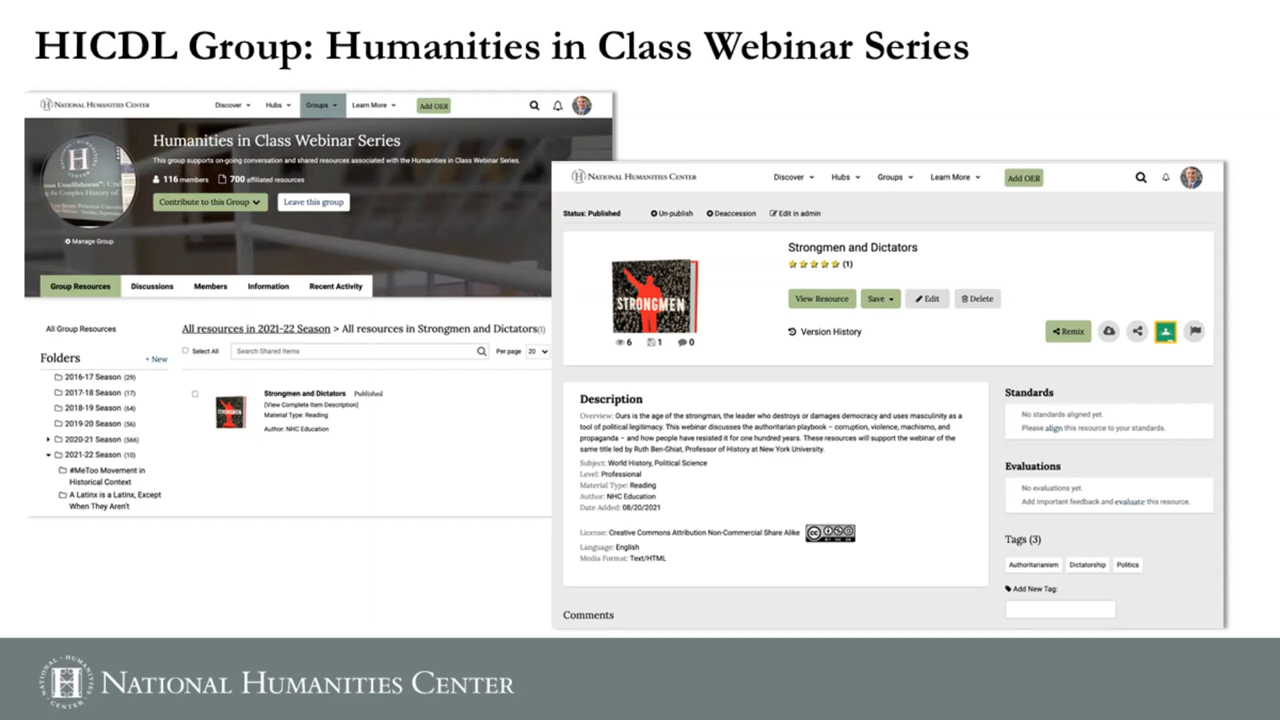 HICDL Group: Humanities in Class Webinar Series
NATIONAL HUMANITIES CENTER
Discover
Hubs
Groups
Learn More
Add OER
Humanities in Class Webinar Series
This group supports on-going conversation and shared resources associated with the Humanities in Class Webinar Series.
116 members 700 affiliated resources
Contribute to this Group
Leave this group
Manage Group
Group Resources
Discussions
Members
Information
Recent Activity
All Group Resources
Folders
+ New
2016-17 Season (29)
2017-18 Season (17)
2018-19 Season (64)
2019-20 Season (56)
2020-21 Season (566)
2021-22 Season (10)
#MeToo Movement in
Historical Context
A Latinx is a Latinx, Except
When They Aren't
All resources in 2021-22 Season > All resources in Strongmen and Dictators(1)
Select All
Search Shared Items
Per page 20
Strongmen and Dictators Published
(View Complete Item Description)
Material Type: Reading
Author: NHC Education
NATIONAL HUMANITIES CENTER
Discover
Hubs
Groups
Learn More
Add OER
Status: Published
Un-publish
Deaccession
Edit in admin
STRONGMEN
6 1 0
Strongmen and Dictators
(1)
View Resource
Save
Edit
Delete
Version History
Remix
Description
Overview: Ours is the age of the strongman, the leader who destroys or damages democracy and uses masculinity as a
tool of political legitimacy. This webinar discusses the authoritarian playbook – corruption, violence, machismo, and
propaganda – and how people have resisted it for one hundred years. These resources will support the webinar of the
same title led by Ruth Ben-Ghiat, Professor of History at New York University.
Subject: World History, Political Science
Level: Professional
Material Type: Reading
Author: NHC Education
Date Added: 08/20/2021
License: Creative Commons Attribution Non-Commercial Share Alike
Language: English
Media Format: Text/HTML
Comments
Standards
No standards aligned yet.
Please align this resource to your standards.
Evaluations
No evaluations yet.
Add important feedback and evaluate this resource.
Tags (3)
Authoritarianism
Dictatorship
Politics
Add New Tag:
NATIONAL HUMANITIES CENTER